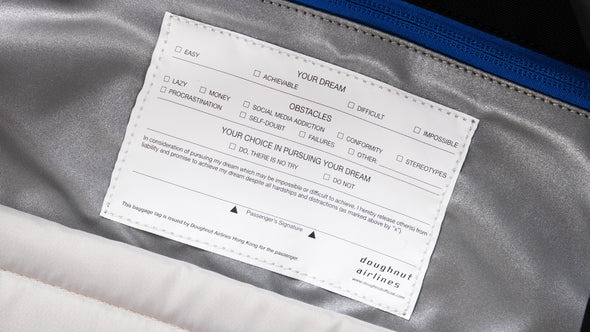 YOUR DREAM
☐ EASY ☐ ACHIEVABLE ☐ DIFFICULT ☐ IMPOSSIBLE
OBSTACLES
☐ LAZY ☐ MONEY ☐ SOCIAL MEDIA ADDICTION ☐ CONFORMITY ☐ STEREOTYPES
☐ PROCRASTINATION ☐ SELF-DOUBT ☐ FAILURES ☐ OTHER:
YOUR CHOICE IN PURSUING YOUR DREAM
☐ DO, THERE IS NO TRY ☐ DO NOT
In consideration of pursuing my dream which may be impossible or difficult to achieve, I hereby release other(s) from
liability and promise to achieve my dream despite all hardships and distractions (as marked above by "x").
▲ Passenger's Signature ▲
This baggage tag is issued by Doughnut Airlines Hong Kong for the passenger.
doughnut
airlines
www.doughnutofficial.com